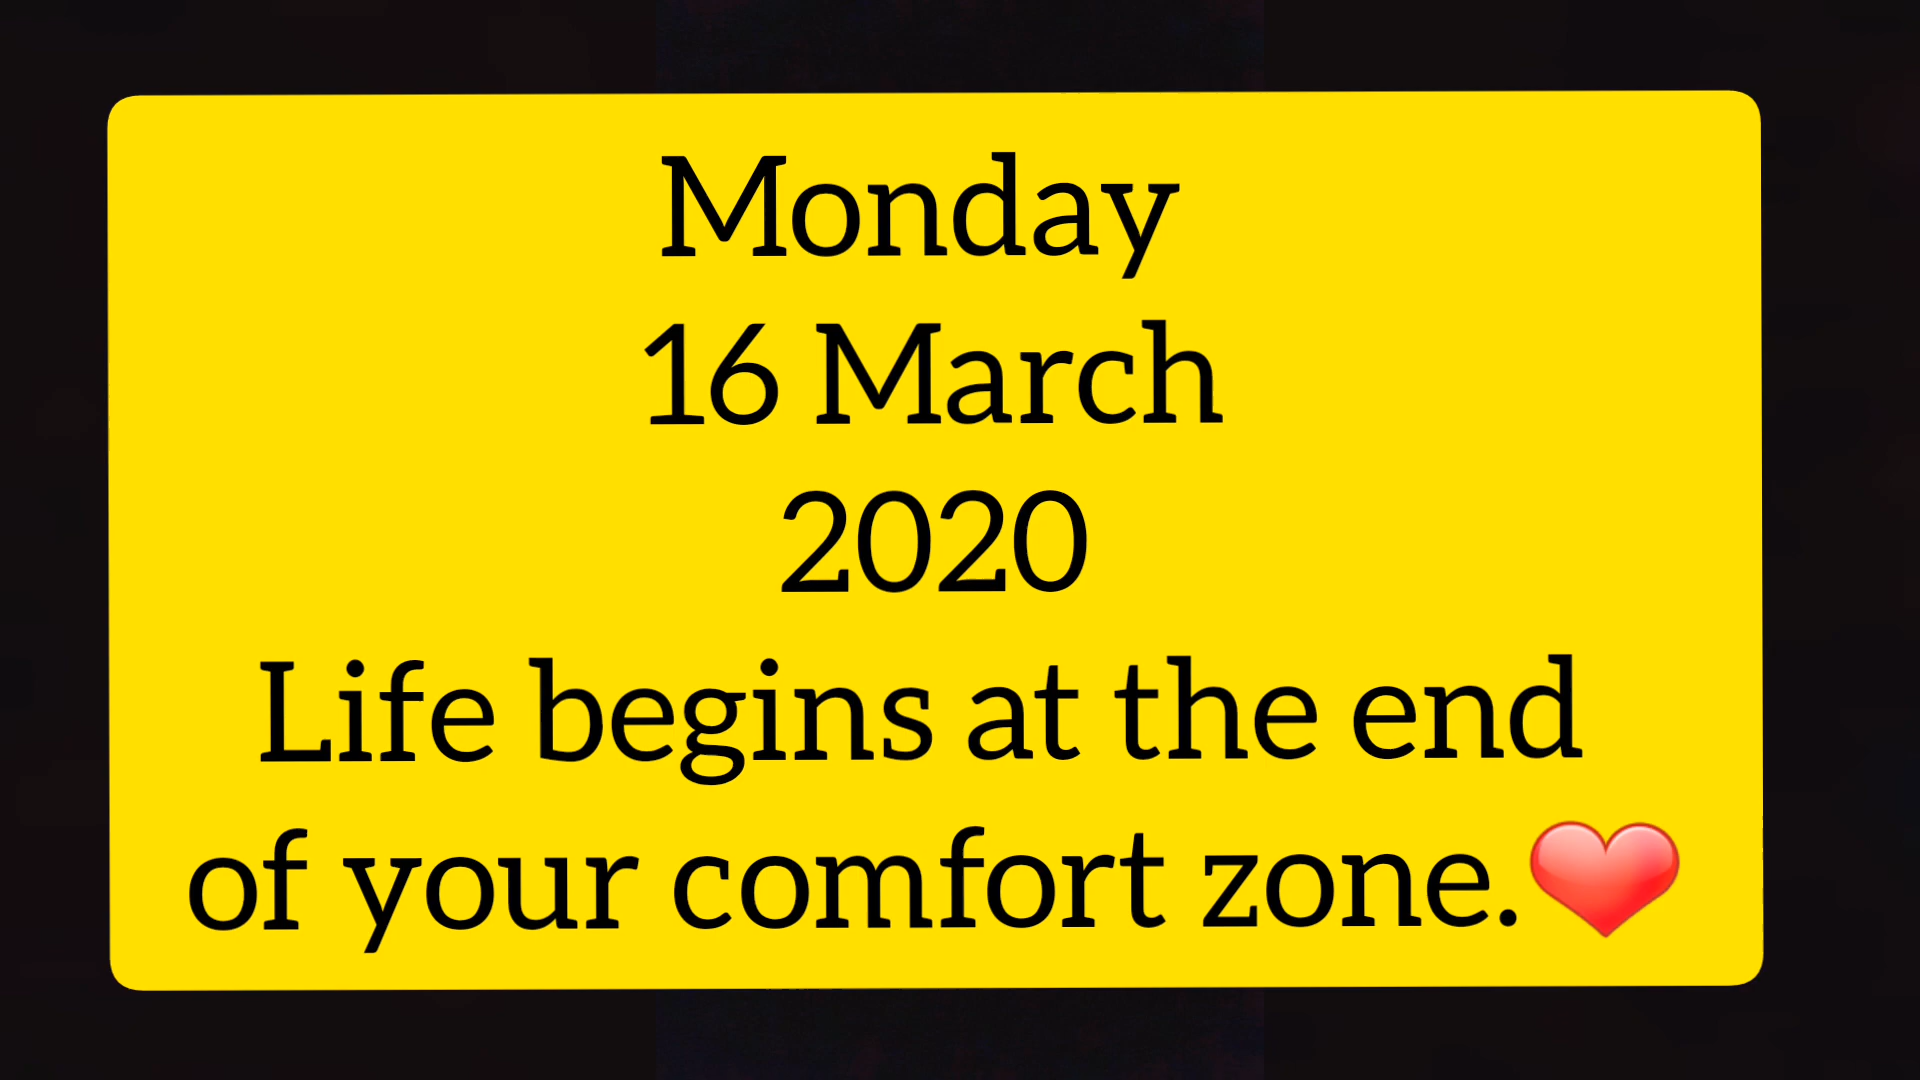 Monday
16 March
2020
Life begins at the end
of your comfort zone.❤️